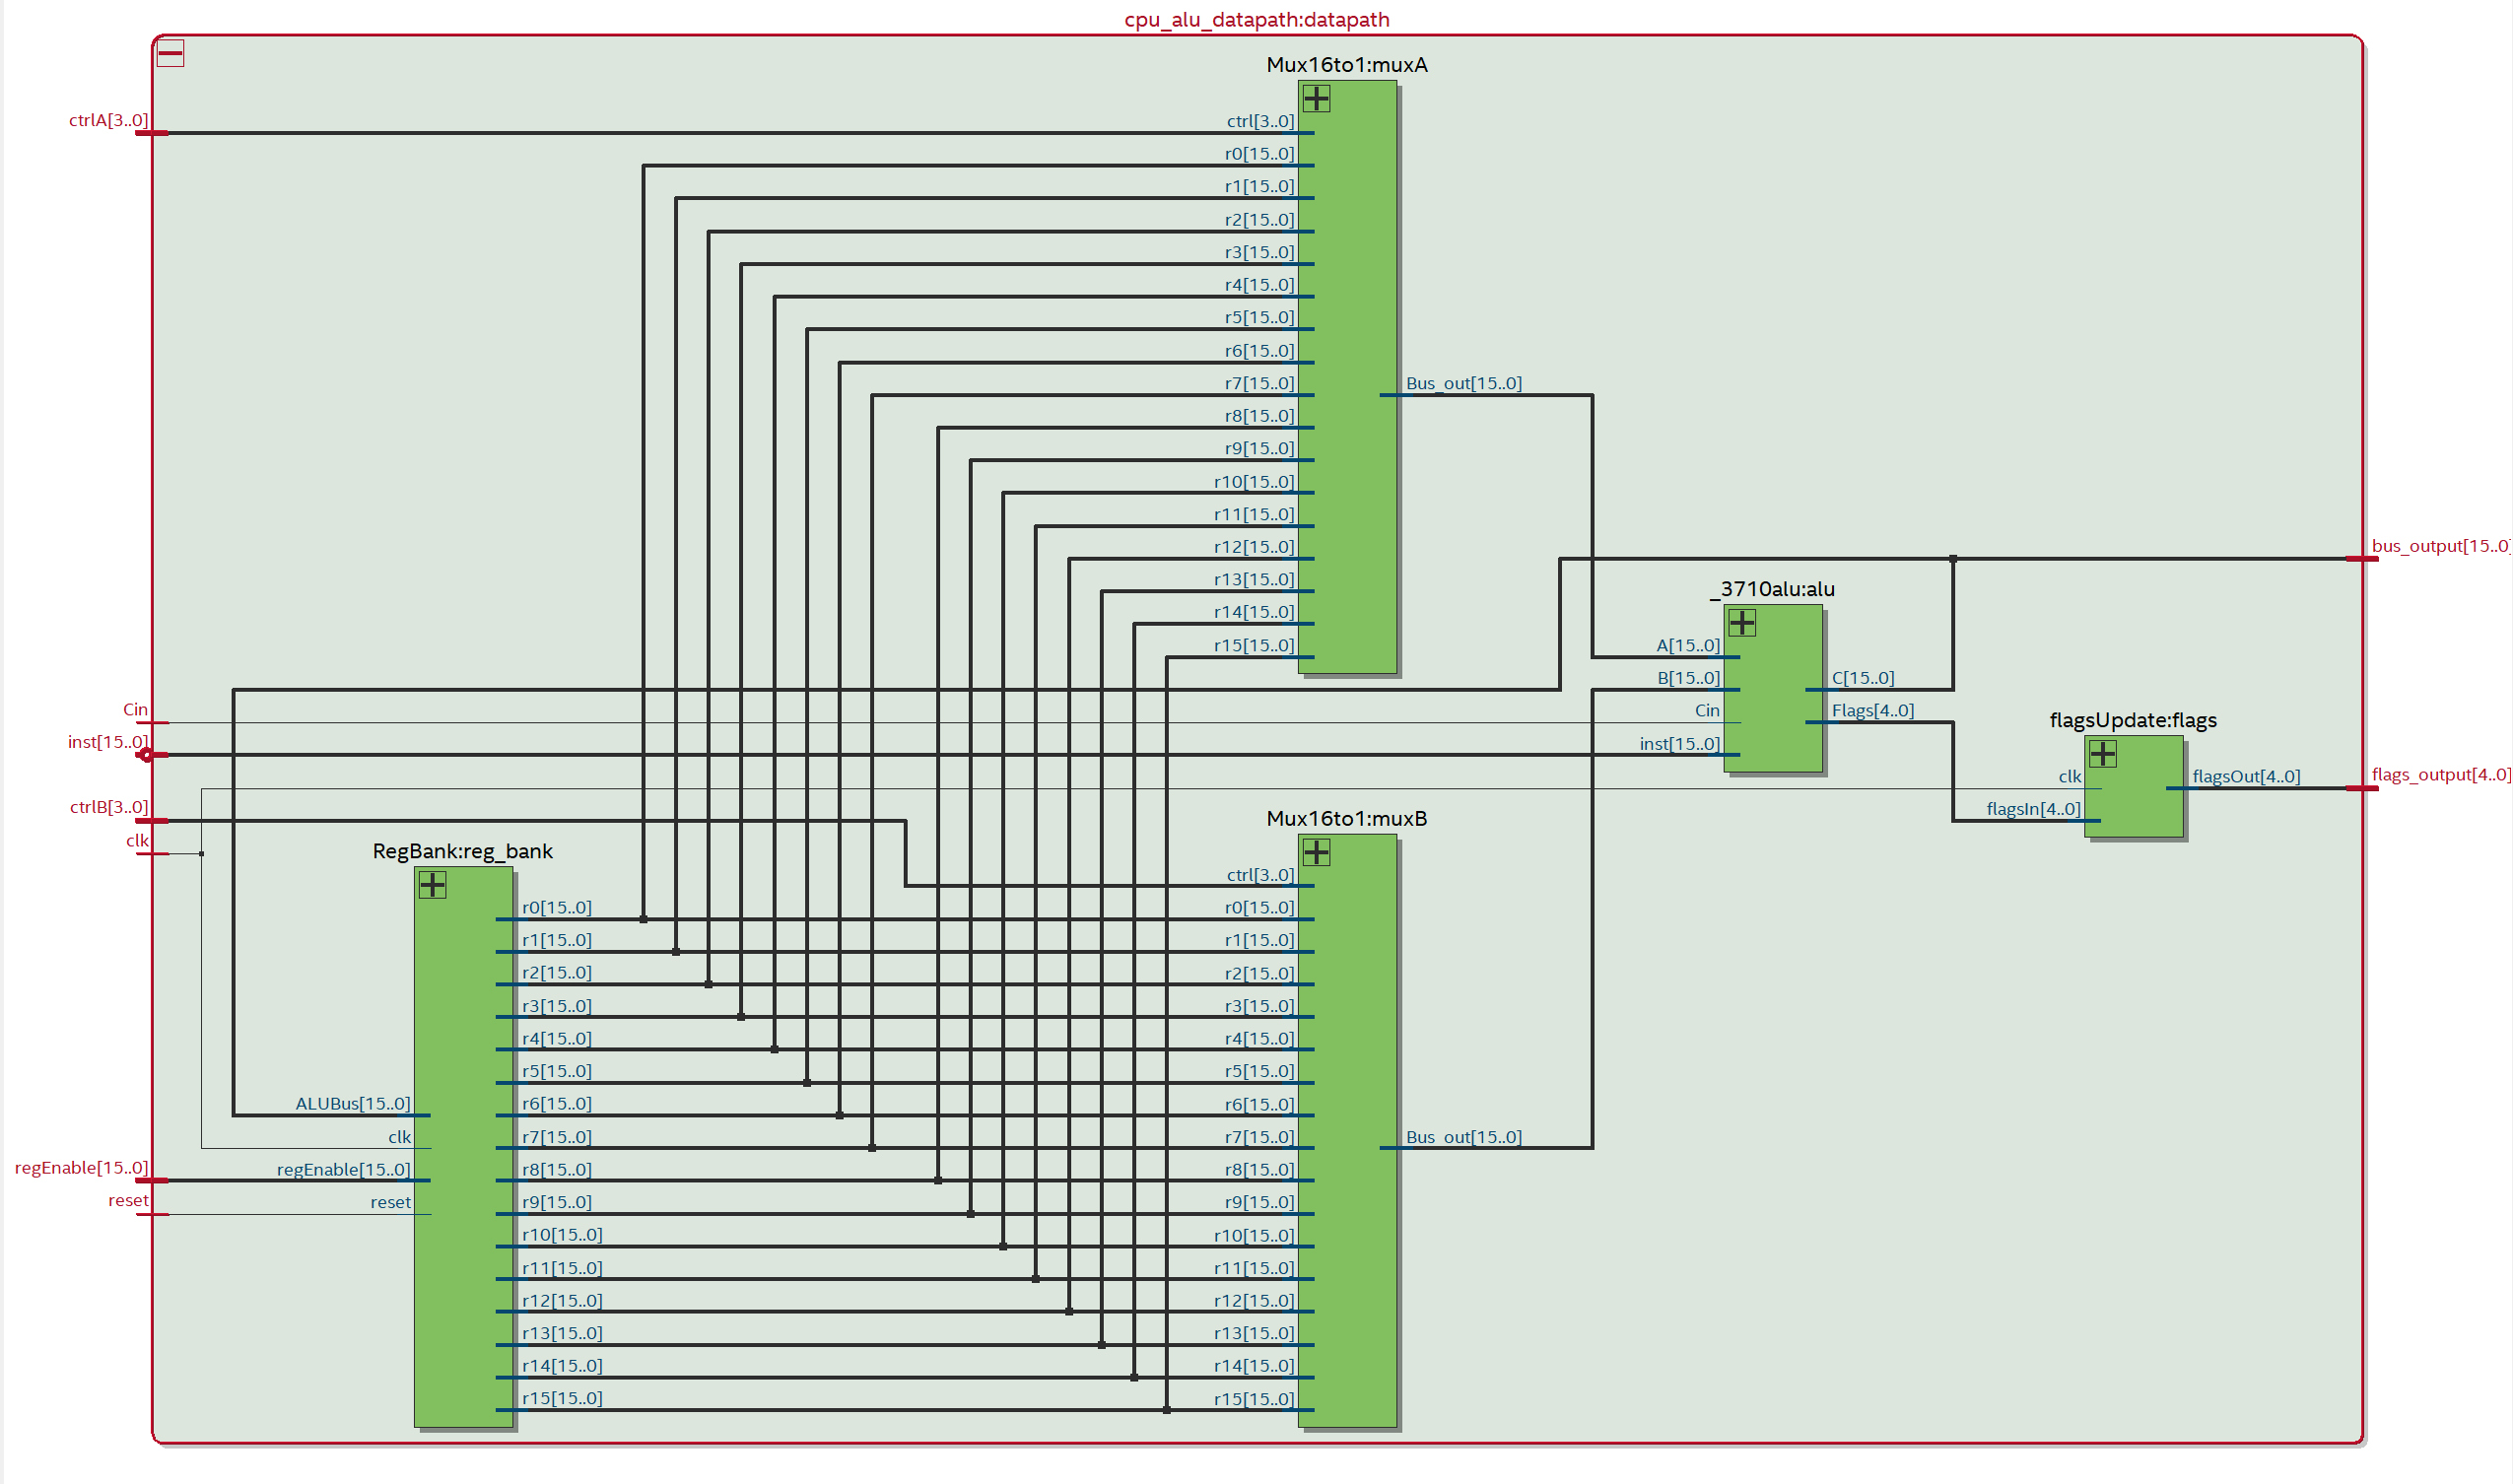 cpu_alu_datapath:datapath
Mux16to1:muxA
ctrlA[3..0]
ctrl[3..0]
r0[15..0]
r1[15..0]
r2[15..0]
r3[15..0]
r4[15..0]
r5[15..0]
r6[15..0]
r7[15..0]
Bus_out[15..0]
r8[15..0]
r9[15..0]
r10[15..0]
r11[15..0]
r12[15..0]
bus_output[15..0]
r13[15..0]
_3710alu:alu
r14[15..0]
r15[15..0]
A[15..0]
B[15..0]
C[15..0]
Cin
Cin
Flags[4..0]
flagsUpdate:flags
inst[15..0]
inst[15..0]
clk
flagsOut[4..0]
flags_output[4..0]
ctrlB[3..0]
flagsIn[4..0]
Mux16to1:muxB
clk
RegBank:reg_bank
ctrl[3..0]
r0[15..0]
r0[15..0]
r1[15..0]
r1[15..0]
r2[15..0]
r2[15..0]
r3[15..0]
r3[15..0]
r4[15..0]
r4[15..0]
r5[15..0]
r5[15..0]
ALUBus[15..0]
r6[15..0]
r6[15..0]
clk
r7[15..0]
r7[15..0]
Bus_out[15..0]
regEnable[15..0]
regEnable[15..0]
r8[15..0]
r8[15..0]
reset
reset
r9[15..0]
r9[15..0]
r10[15..0]
r10[15..0]
r11[15..0]
r11[15..0]
r12[15..0]
r12[15..0]
r13[15..0]
r13[15..0]
r14[15..0]
r14[15..0]
r15[15..0]
r15[15..0]